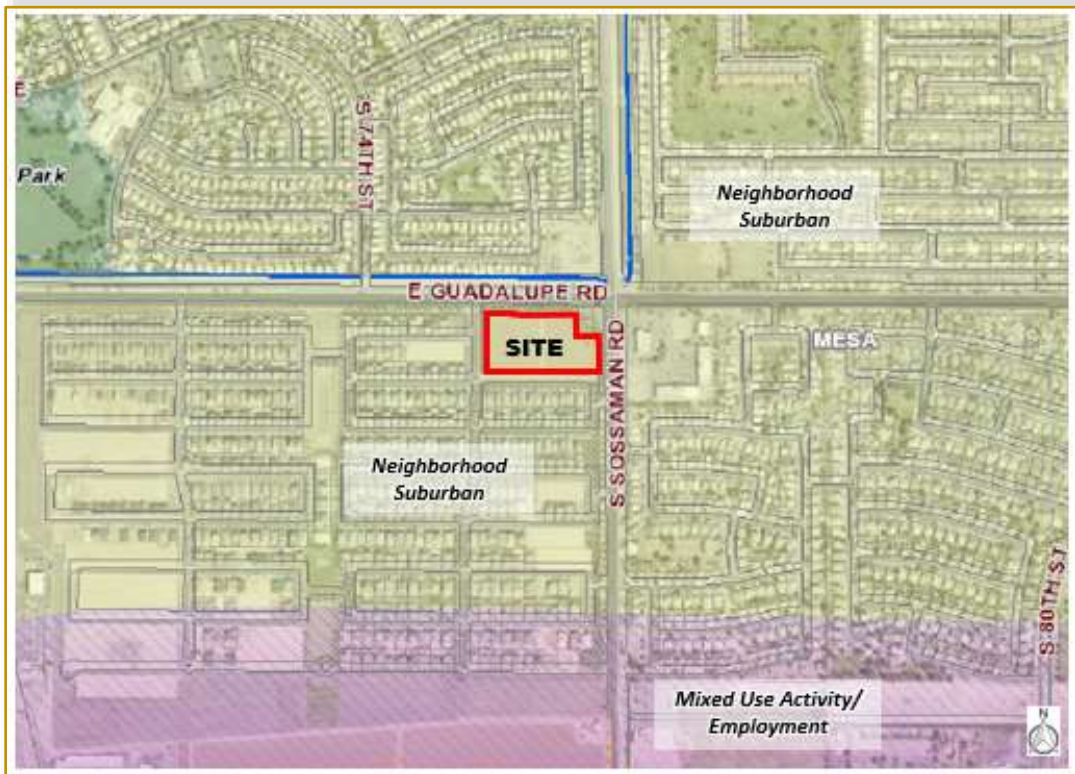 E
S 74TH ST
Park
Neighborhood
Suburban
E GUADALUPE RD
SITE
S SOSSAMAN RD
MESA
Neighborhood
Suburban
S 80TH ST
Mixed Use Activity/
Employment
N